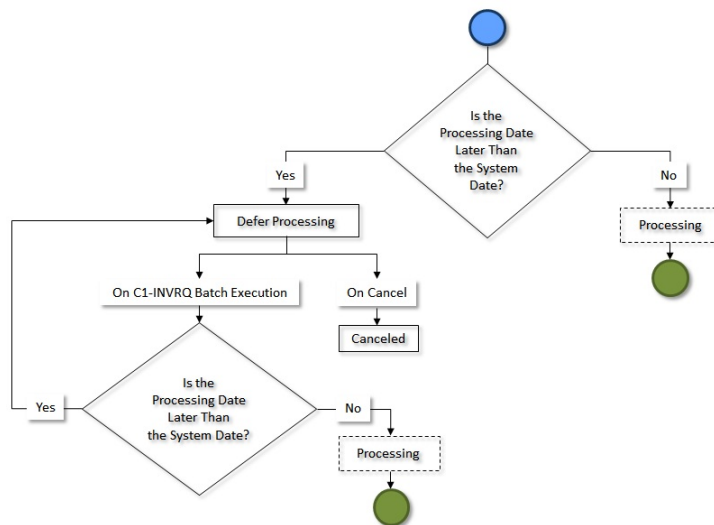 Is the
Processing Date
Later Than
the System
Date?
Yes
No
Defer Processing
Processing
On C1-INVRQ Batch Execution
On Cancel
Canceled
Is the
Processing Date
Later Than
the System Date?
Yes
No
Processing